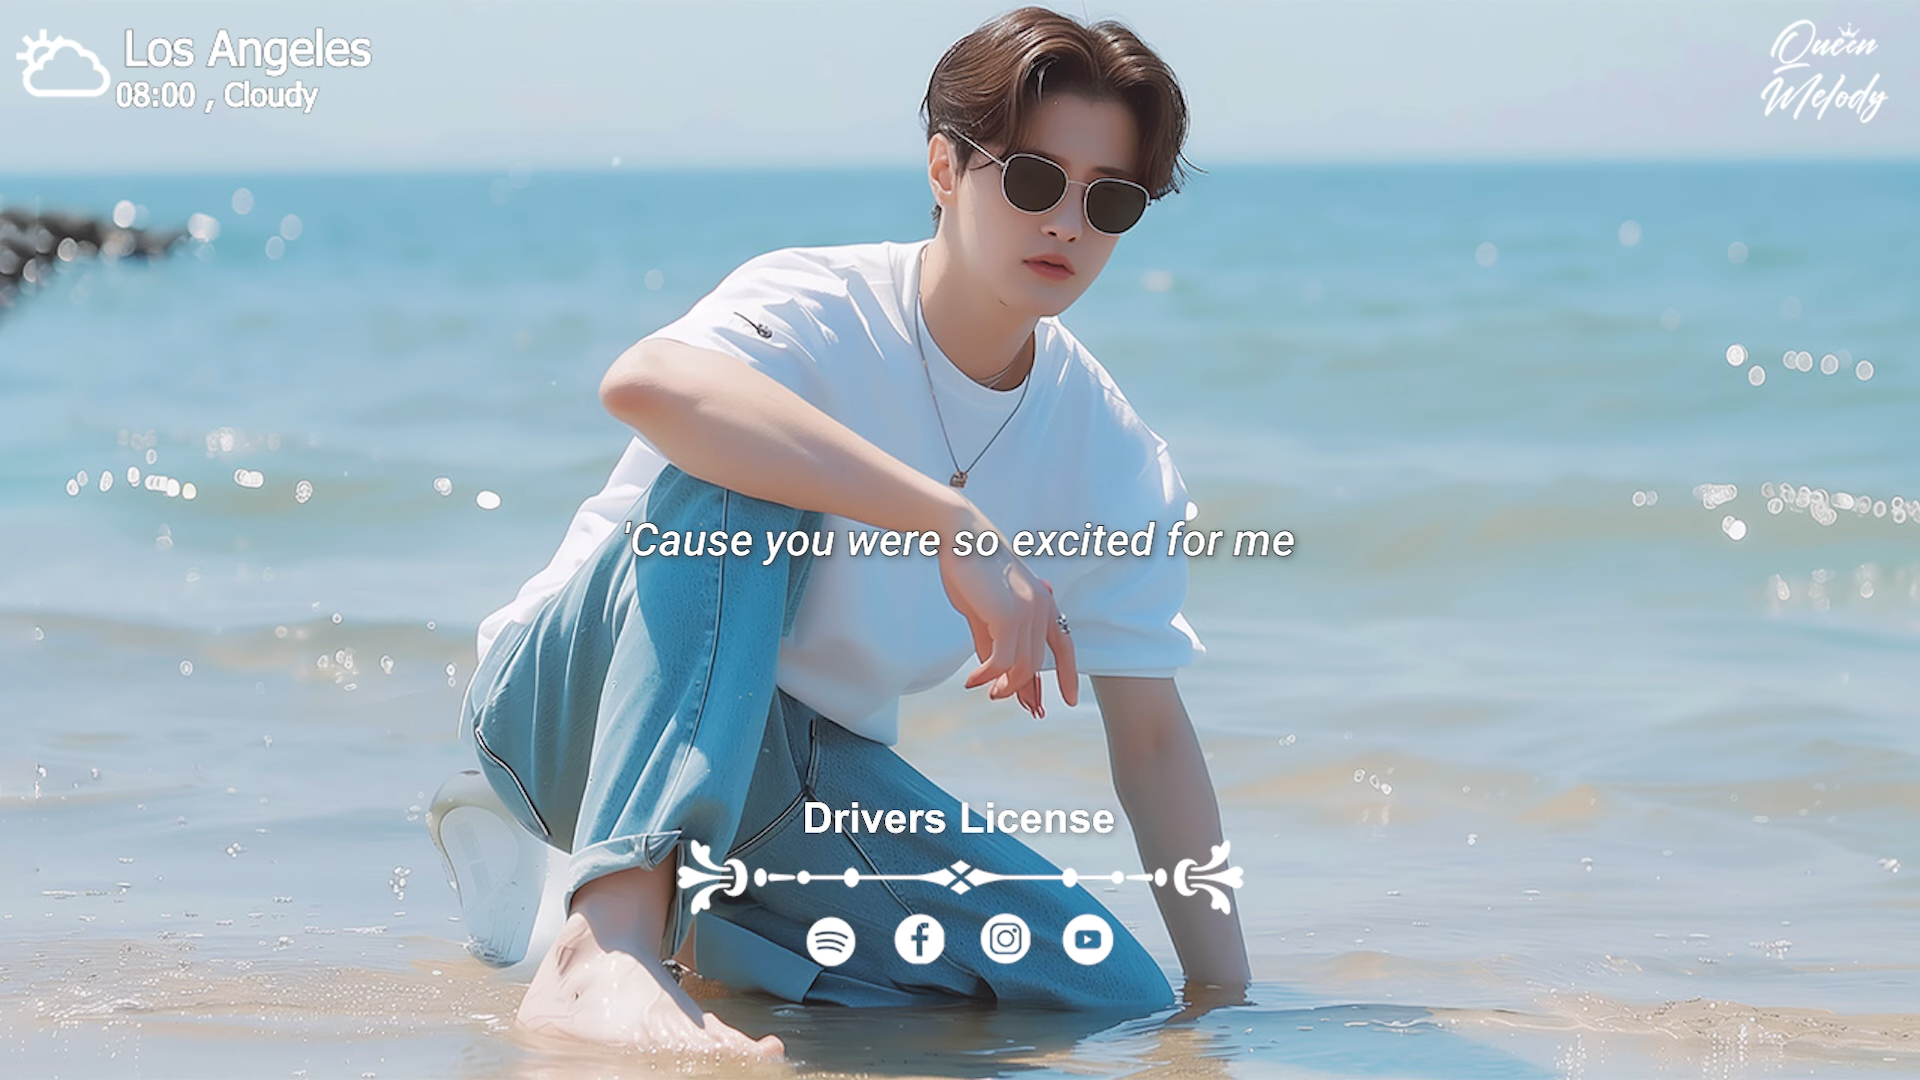 Los Angeles
08:00 , Cloudy
Queen
Melody
'Cause you were so excited for me
Drivers License